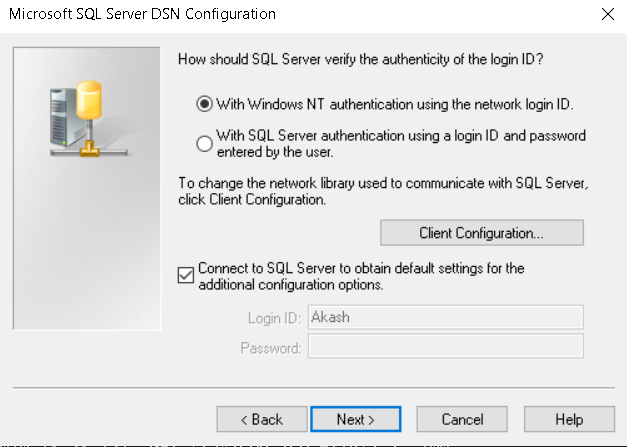 Microsoft SQL Server DSN Configuration
How should SQL Server verify the authenticity of the login ID?
With Windows NT authentication using the network login ID.
With SQL Server authentication using a login ID and password
entered by the user.
To change the network library used to communicate with SQL Server,
click Client Configuration.
Client Configuration...
Connect to SQL Server to obtain default settings for the
additional configuration options.
Login ID: Akash
Password:
< Back Next > Cancel Help